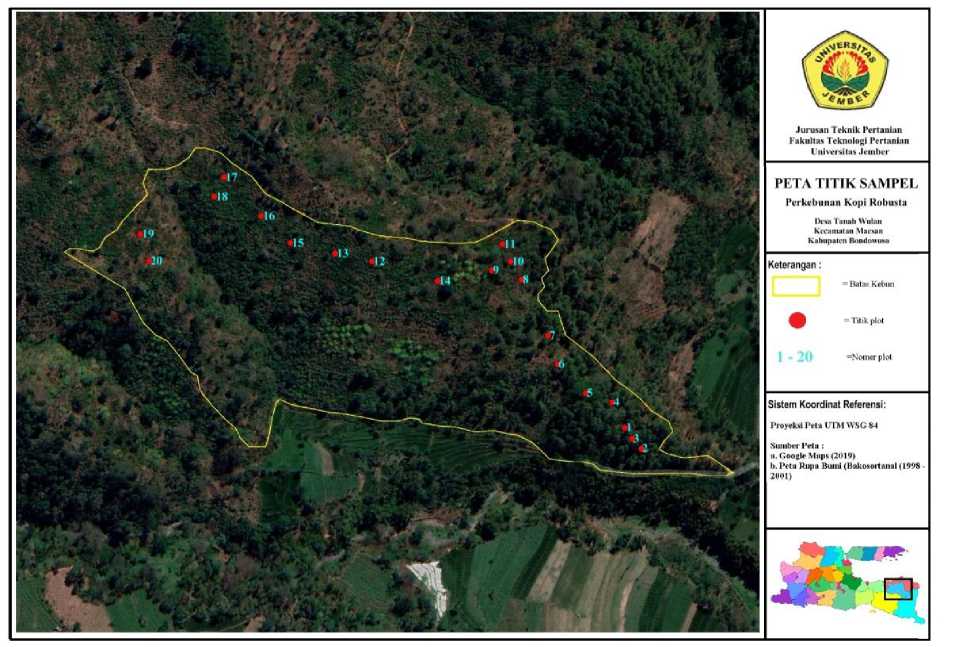 UNIVERSITAS
JEMBER
Jurusan Teknik Pertanian
Fakultas Teknologi Pertanian
Universitas Jember
PETA TITIK SAMPEL
Perkebunan Kopi Robusta
Desa Tanah Wulan
Kecamatan Maesan
Kabupaten Bondowoso
Keterangan :
= Batas Kebun
= Titik plot
1 - 20 =Nomer plot
Sistem Koordinat Referensi:
Proyeksi Peta UTM WSG 84
Sumber Peta :
a. Google Maps (2019)
b. Peta Rupa Bumi (Bakosortanal (1998 -
2001)
17
18
16
19
20
15
13
12
14
11
10
9
8
7
6
5
4
1
3
2